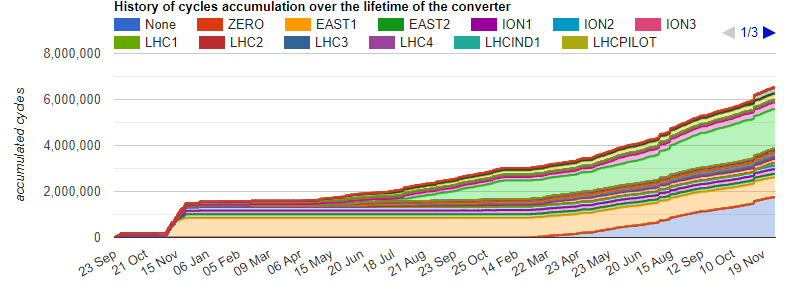 History of cycles accumulation over the lifetime of the converter
None ZERO EAST1 EAST2 ION1 ION2 ION3
LHC1 LHC2 LHC3 LHC4 LHCIND1 LHCPILOT
1/3
8,000,000
6,000,000
4,000,000
2,000,000
0
accumulated cycles
23 Sep 21 Oct 15 Nov 06 Jan 05 Feb 09 Mar 06 Apr 15 May 20 Jun 18 Jul 21 Aug 23 Sep 25 Oct 14 Feb 22 Mar 23 Apr 23 May 20 Jun 15 Aug 12 Sep 10 Oct 19 Nov